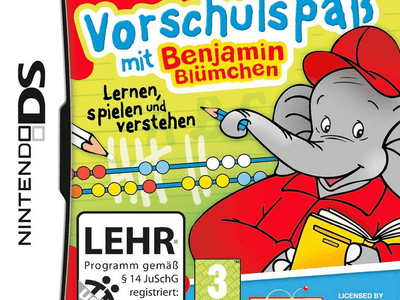 Vorschulspaß
mit Benjamin
Blümchen
Lernen,
spielen und
verstehen
NINTENDO DS
LEHR
Programm gemäß
§ 14 JuSchG
registriert:
3
LICENSED BY